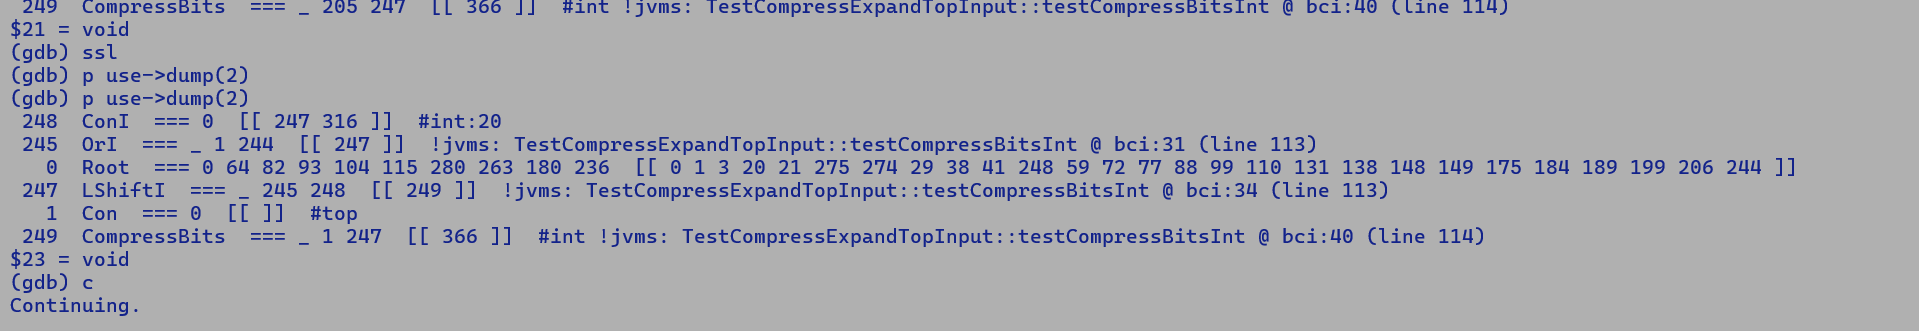 249  CompressBits  === _ 205 247  [[ 366 ]]  #int !jvms: TestCompressExpandTopInput::testCompressBitsInt @ bci:40 (line 114)
$21 = void
(gdb) ssl
(gdb) p use->dump(2)
(gdb) p use->dump(2)
 248  ConI  === 0  [[ 247 316 ]]  #int:20
 245  OrI  === _ 1 244  [[ 247 ]]  !jvms: TestCompressExpandTopInput::testCompressBitsInt @ bci:31 (line 113)
   0  Root  === 0 64 82 93 104 115 280 263 180 236  [[ 0 1 3 20 21 275 274 29 38 41 248 59 72 77 88 99 110 131 138 148 149 175 184 189 199 206 244 ]]
 247  LShiftI  === _ 245 248  [[ 249 ]]  !jvms: TestCompressExpandTopInput::testCompressBitsInt @ bci:34 (line 113)
   1  Con  === 0  [[ ]]  #top
 249  CompressBits  === _ 1 247  [[ 366 ]]  #int !jvms: TestCompressExpandTopInput::testCompressBitsInt @ bci:40 (line 114)
$23 = void
(gdb) c
Continuing.